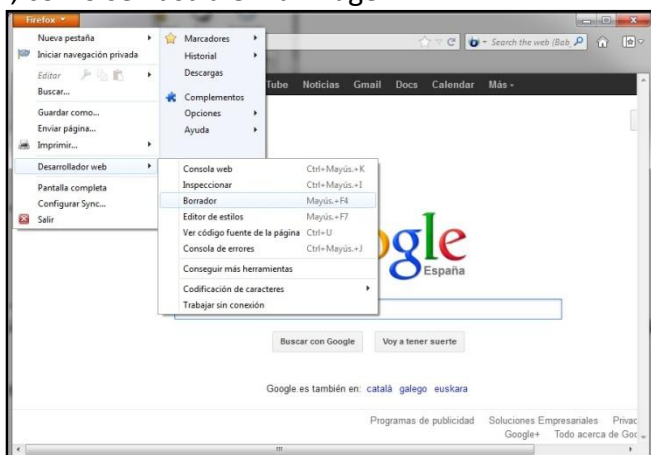 Firefox
Nueva pestaña
Iniciar navegación privada
Editar
Buscar...
Guardar como...
Enviar página...
Imprimir...
Desarrollador web
Pantalla completa
Configurar Sync...
Salir
Marcadores
Historial
Descargas
Complementos
Opciones
Ayuda
Search the web (Bab
Tube Noticias Gmail Docs Calendar Más
Consola web Ctrl+Mayús.+K
Inspeccionar Ctrl+Mayús.+I
Borrador Mayús.+F4
Editor de estilos Mayús.+F7
Ver código fuente de la página Ctrl+U
Consola de errores Ctrl+Mayús.+J
Conseguir más herramientas
Codificación de caracteres
Trabajar sin conexión
gle
España
Buscar con Google Voy a tener suerte
Google.es también en: català galego euskara
Programas de publicidad Soluciones Empresariales Privac
Google+ Todo acerca de Goo